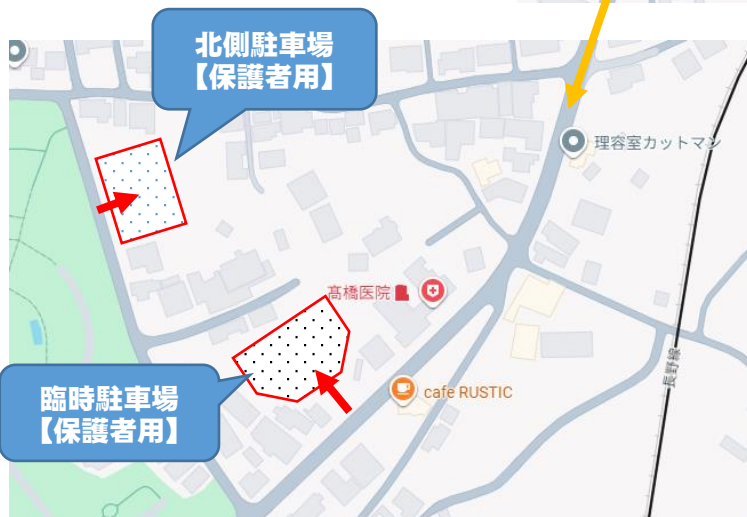 北側駐車場
【保護者用】
理容室カットマン
髙橋医院
cafe RUSTIC
長野線
臨時駐車場
【保護者用】